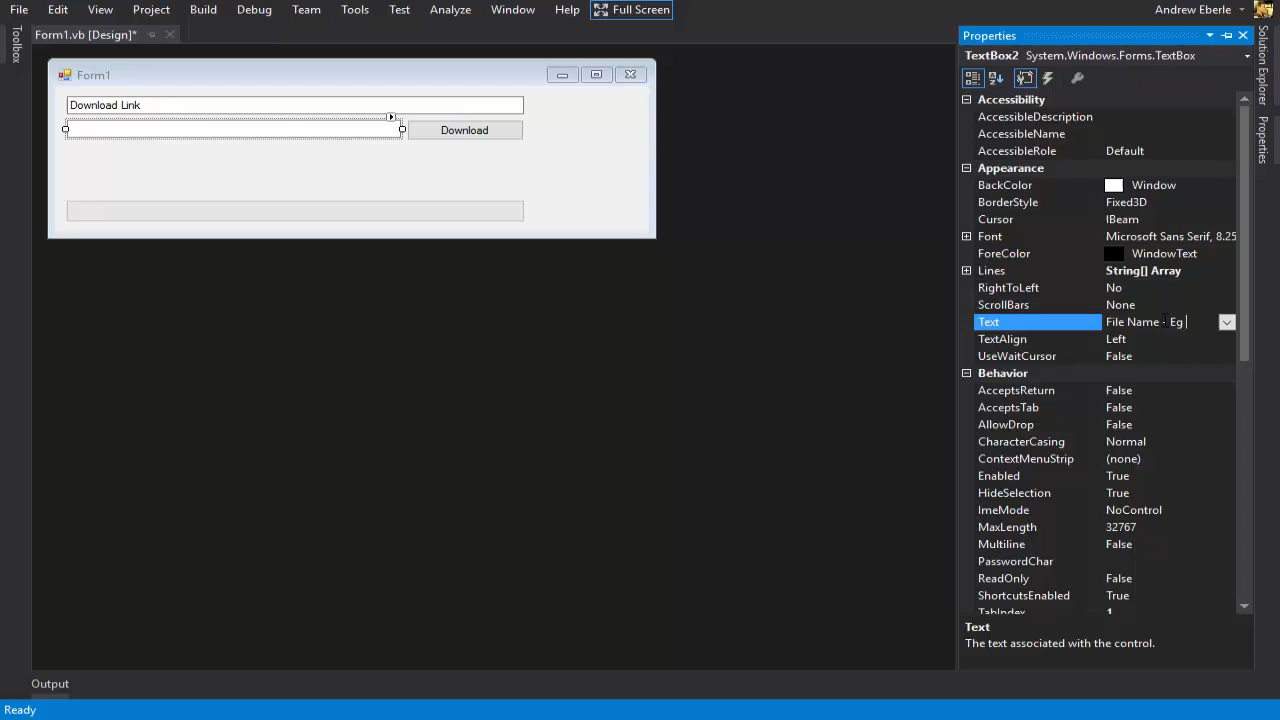 File Edit View Project Build Debug Team Tools Test Analyze Window Help Full Screen Andrew Eberle
Form1.vb [Design]*
Toolbox
Form1
Download Link
Download
Properties
TextBox2 System.Windows.Forms.TextBox
Accessibility
AccessibleDescription
AccessibleName
AccessibleRole Default
Appearance
BackColor Window
BorderStyle Fixed3D
Cursor IBeam
Font Microsoft Sans Serif, 8.25
ForeColor WindowText
Lines String[] Array
RightToLeft No
ScrollBars None
Text File Name - Eg
TextAlign Left
UseWaitCursor False
Behavior
AcceptsReturn False
AcceptsTab False
AllowDrop False
CharacterCasing Normal
ContextMenuStrip (none)
Enabled True
HideSelection True
ImeMode NoControl
MaxLength 32767
Multiline False
PasswordChar
ReadOnly False
ShortcutsEnabled True
TabIndex 1
Text
The text associated with the control.
Solution Explorer
Properties
Output
Ready